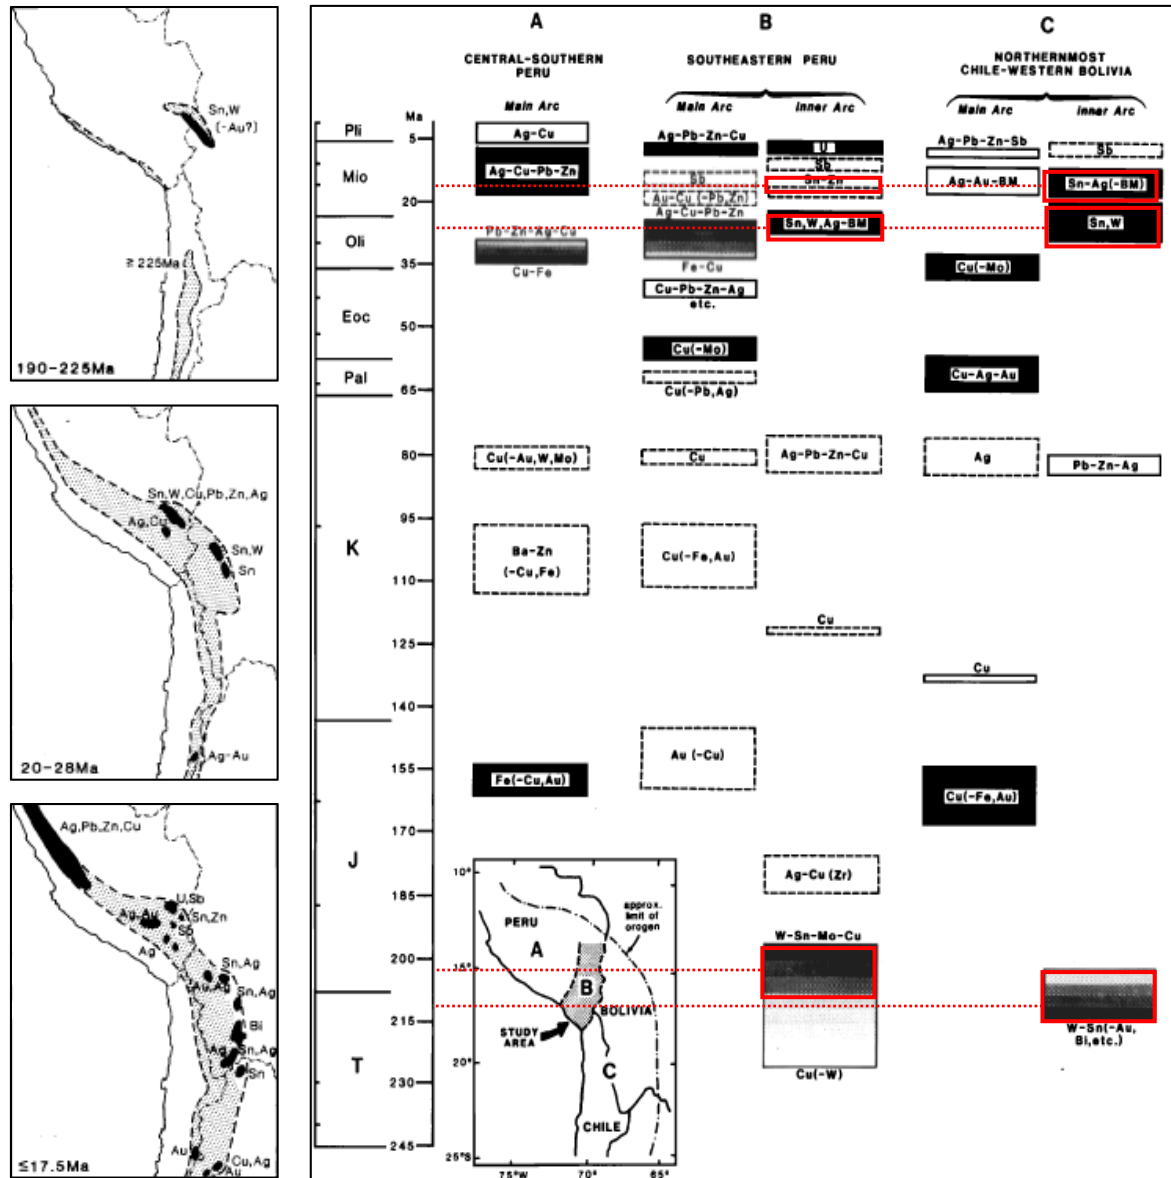 Sn,W
(-Au?)
≥225Ma
190-225Ma
Sn,W,Cu,Pb,Zn,Ag
Ag,Cu
Sn,W
Sn
Ag-Au
20-28Ma
Ag,Pb,Zn,Cu
U,Sb
Sn,Zn
Ag-Au
Sb
Ag
Sn,Ag
Au,Ag
Sn,Ag
Bi
Ag
Sn,Ag
Sn
Au
Cu,Ag
Au
≤17.5Ma
A
B
C
CENTRAL-SOUTHERN
PERU
SOUTHEASTERN PERU
NORTHERNMOST
CHILE-WESTERN BOLIVIA
Main Arc
Main Arc
Inner Arc
Main Arc
Inner Arc
Ma
Pli
5
Ag-Cu
Ag-Pb-Zn-Cu
U
Ag-Pb-Zn-Sb
Sb
Sb
Mio
Ag-Cu-Pb-Zn
Sb
Sn-Zn
Ag-Au-BM
Sn-Ag(-BM)
20
Au-Cu(-Pb,Zn)
Ag-Cu-Pb-Zn
Sn,W,Ag-BM
Sn,W
Oli
Pb-Zn-Ag-Cu
Cu-Fe
Fe-Cu
Cu(-Mo)
35
Cu-Pb-Zn-Ag
etc.
Eoc
50
Cu(-Mo)
Pal
Cu-Ag-Au
65
Cu(-Pb,Ag)
80
Cu(-Au,W,Mo)
Cu
Ag-Pb-Zn-Cu
Ag
Pb-Zn-Ag
95
K
Ba-Zn
(-Cu,Fe)
Cu(-Fe,Au)
110
Cu
125
Cu
140
Au (-Cu)
155
Fe(-Cu,Au)
Cu(-Fe,Au)
170
J
Ag-Cu (Zr)
185
W-Sn-Mo-Cu
200
215
W-Sn(-Au,
Bi,etc.)
T
Cu(-W)
230
245
10°
PERU
approx.
limit of
orogen
A
15°
B
BOLIVIA
STUDY
AREA
20°
C
CHILE
25°S
75°W
70°
65°